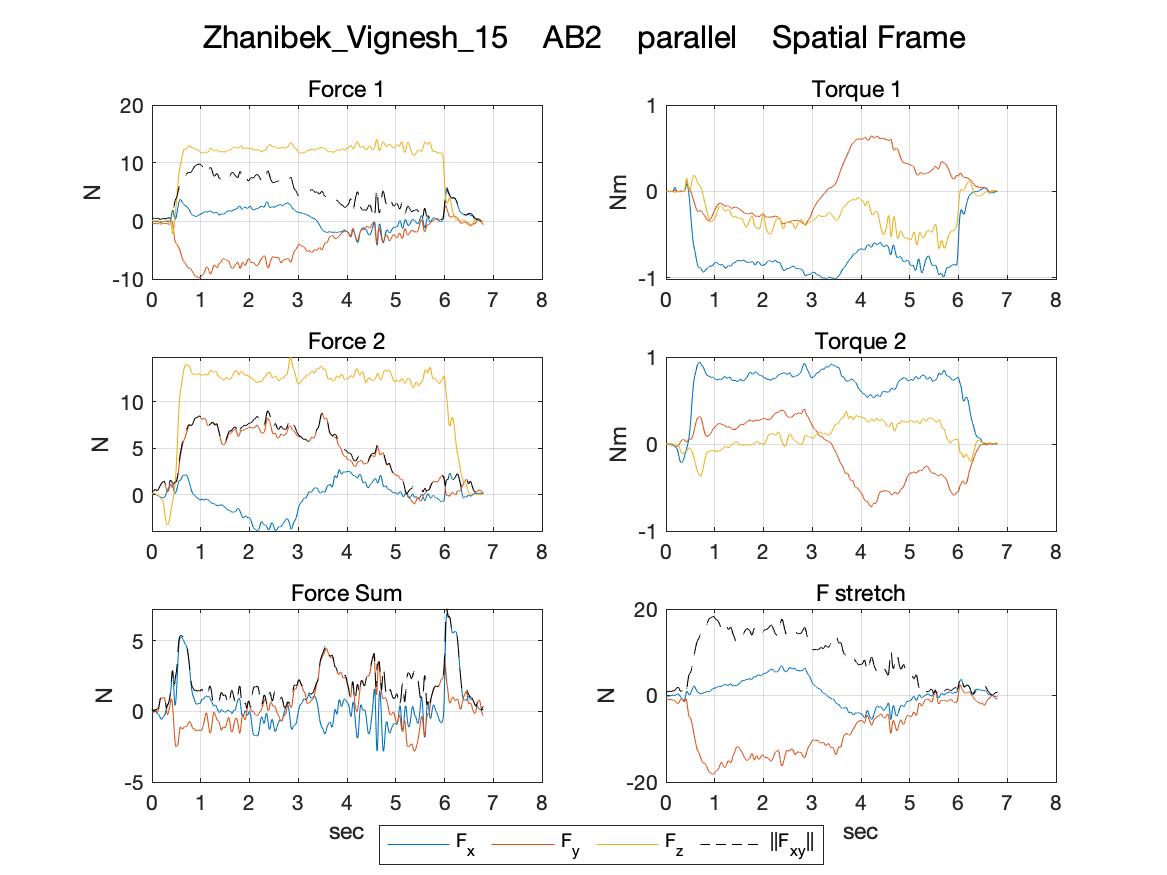 Zhanibek_Vignesh_15 AB2 parallel Spatial Frame
Force 1
20
10
0
-10
N
0 1 2 3 4 5 6 7 8
Torque 1
1
0
-1
Nm
0 1 2 3 4 5 6 7 8
Force 2
10
5
0
N
0 1 2 3 4 5 6 7 8
Torque 2
1
0
-1
Nm
0 1 2 3 4 5 6 7 8
Force Sum
5
0
-5
N
0 1 2 3 4 5 6 7 8
sec
F stretch
20
0
-20
N
0 1 2 3 4 5 6 7 8
sec
F_x F_y F_z ||F_xy||